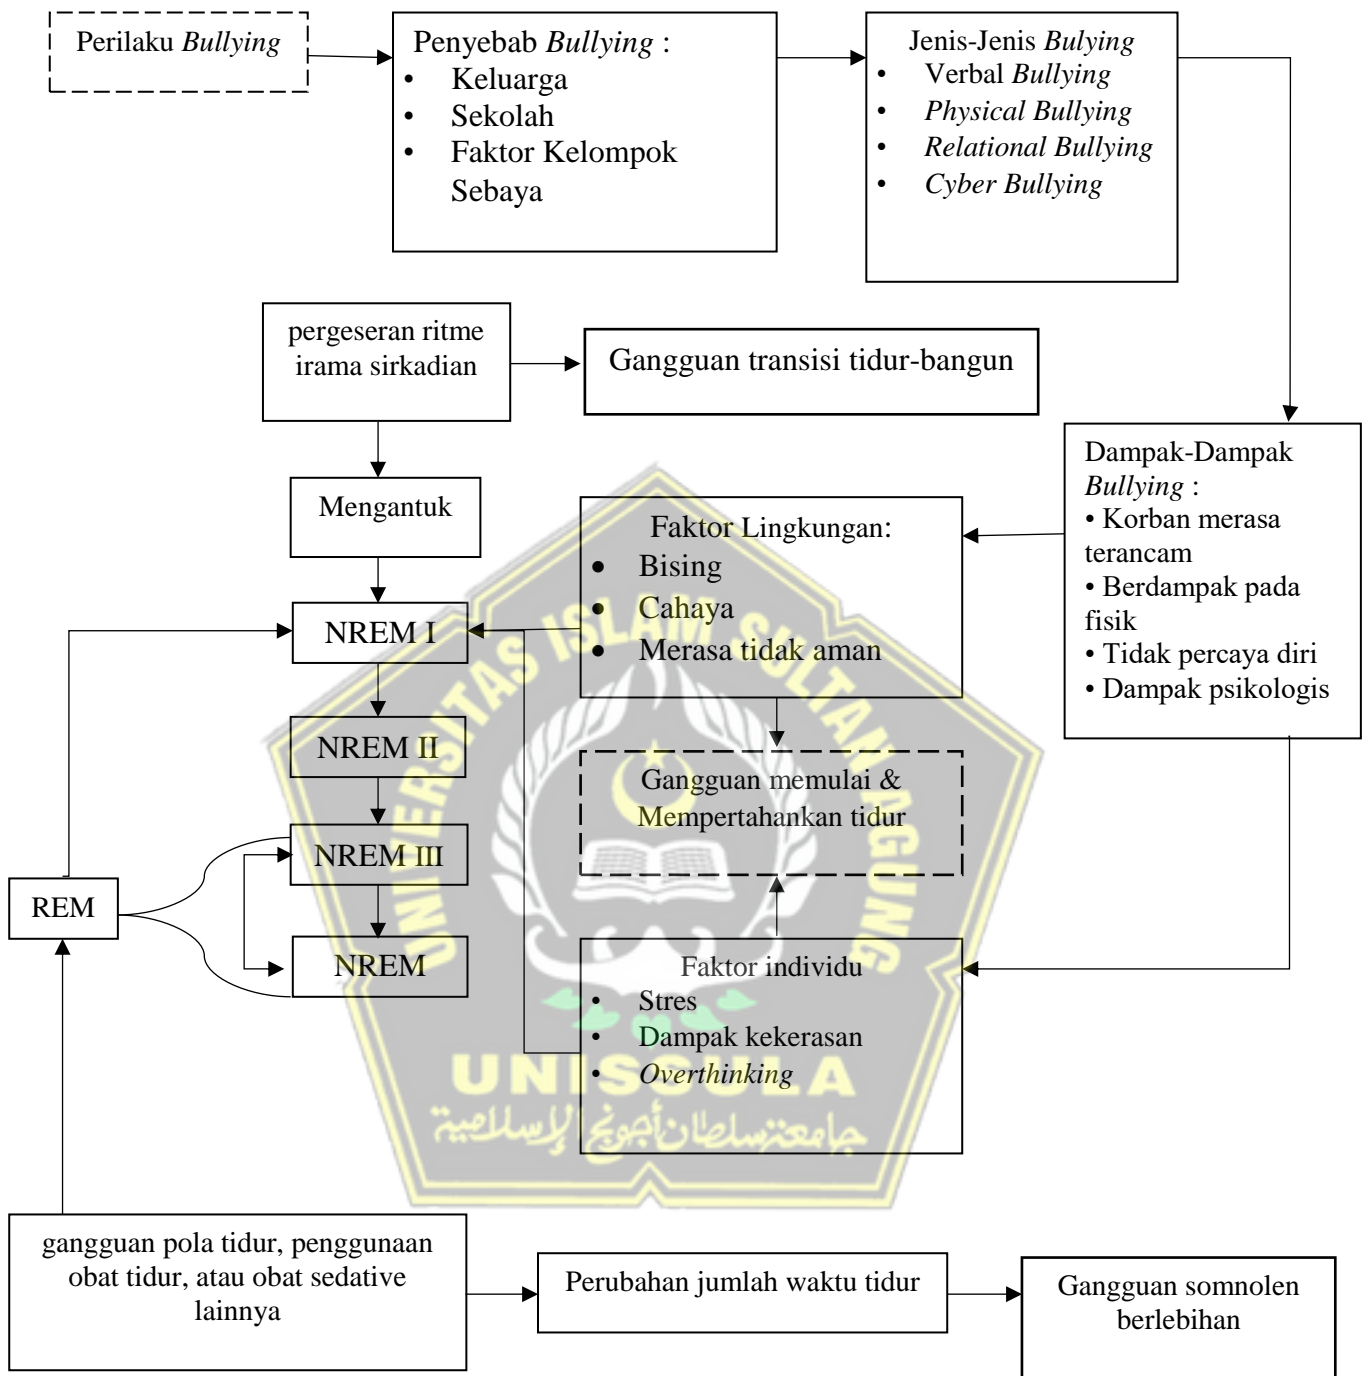 Perilaku Bullying
Penyebab Bullying :
• Keluarga
• Sekolah
• Faktor Kelompok
Sebaya
Jenis-Jenis Bulying
• Verbal Bullying
• Physical Bullying
• Relational Bullying
• Cyber Bullying
pergeseran ritme
irama sirkadian
Gangguan transisi tidur-bangun
Dampak-Dampak
Bullying :
• Korban merasa
terancam
• Berdampak pada
fisik
• Tidak percaya diri
• Dampak psikologis
Mengantuk
Faktor Lingkungan:
• Bising
• Cahaya
• Merasa tidak aman
NREM I
NREM II
Gangguan memulai &
Mempertahankan tidur
NREM III
REM
NREM
Faktor individu
• Stres
• Dampak kekerasan
• Overthinking
UNIVERSITAS ISLAM SULTAN AGUNG
UNISSULA
جامعة سلطان أجونج الإسلامية
gangguan pola tidur, penggunaan
obat tidur, atau obat sedative
lainnya
Perubahan jumlah waktu tidur
Gangguan somnolen
berlebihan